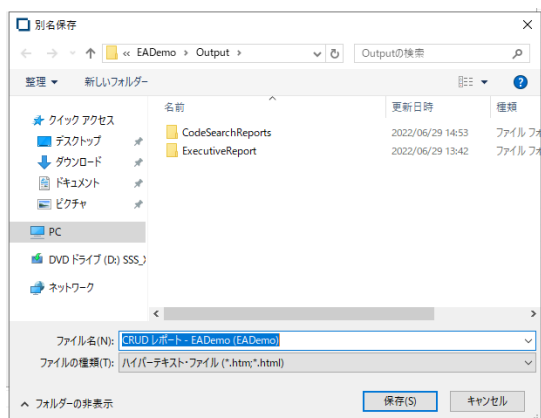 別名保存
« EADemo › Output ›
Outputの検索
整理 新しいフォルダー
名前 更新日時 種類
クイック アクセス
デスクトップ
ダウンロード
ドキュメント
ピクチャ
PC
DVD ドライブ (D:) SSS_
ネットワーク
CodeSearchReports 2022/06/29 14:53 ファイル フォ
ExecutiveReport 2022/06/29 13:42 ファイル フォ
ファイル名(N): CRUD レポート - EADemo (EADemo)
ファイルの種類(T): ハイパーテキスト・ファイル (*.htm;*.html)
フォルダーの非表示
保存(S) キャンセル